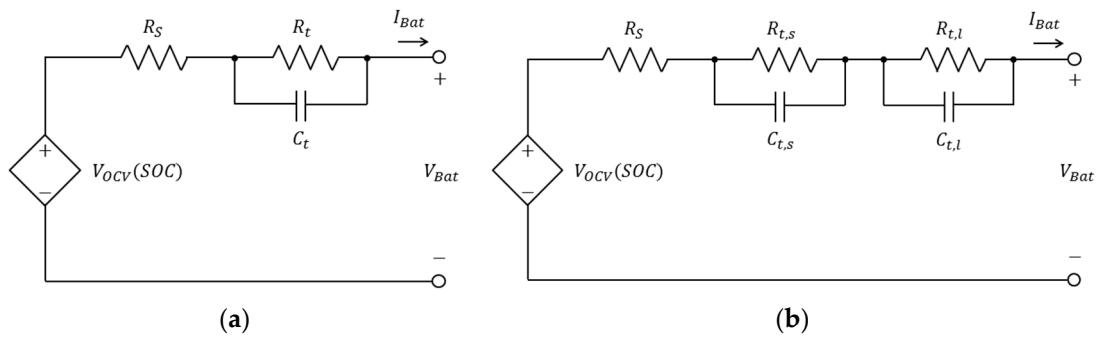 R_S
R_t
I_Bat
+
C_t
+
−
V_OCV(SOC)
V_Bat
−
(a)
R_S
R_t,s
R_t,l
I_Bat
+
C_t,s
C_t,l
+
−
V_OCV(SOC)
V_Bat
−
(b)